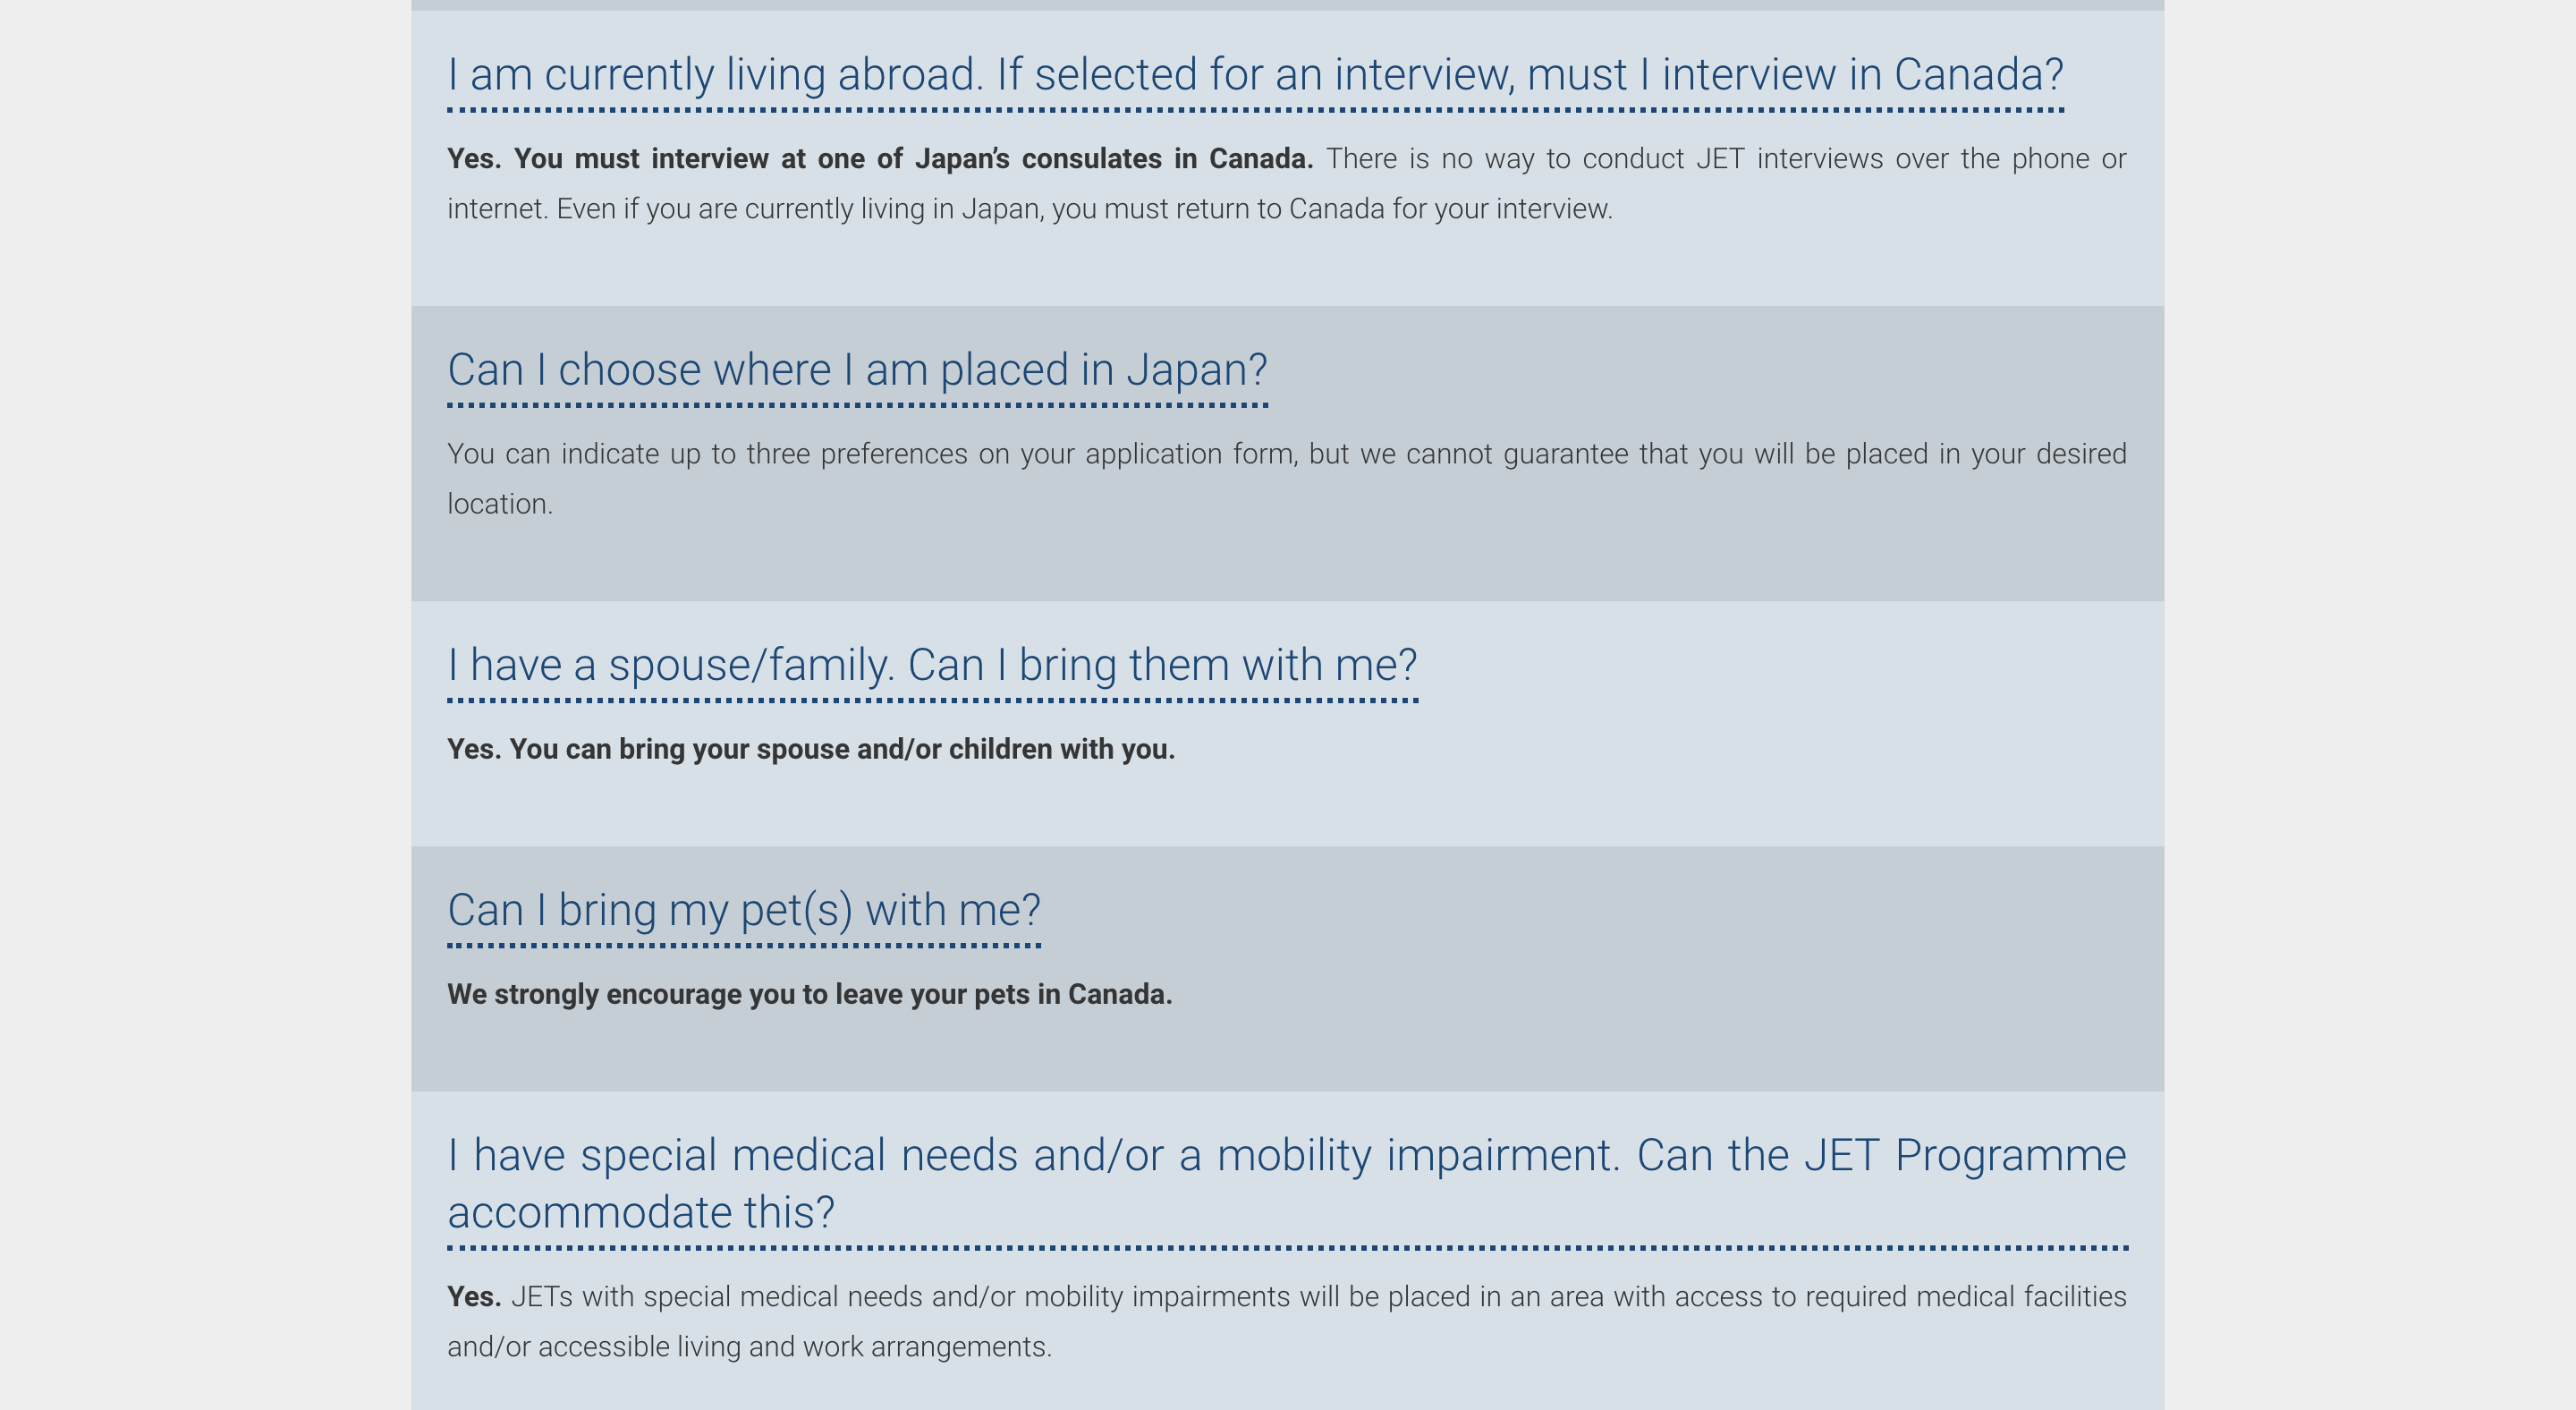 I am currently living abroad. If selected for an interview, must I interview in Canada?
Yes. You must interview at one of Japan’s consulates in Canada. There is no way to conduct JET interviews over the phone or
internet. Even if you are currently living in Japan, you must return to Canada for your interview.
Can I choose where I am placed in Japan?
You can indicate up to three preferences on your application form, but we cannot guarantee that you will be placed in your desired
location.
I have a spouse/family. Can I bring them with me?
Yes. You can bring your spouse and/or children with you.
Can I bring my pet(s) with me?
We strongly encourage you to leave your pets in Canada.
I have special medical needs and/or a mobility impairment. Can the JET Programme
accommodate this?
Yes. JETs with special medical needs and/or mobility impairments will be placed in an area with access to required medical facilities
and/or accessible living and work arrangements.